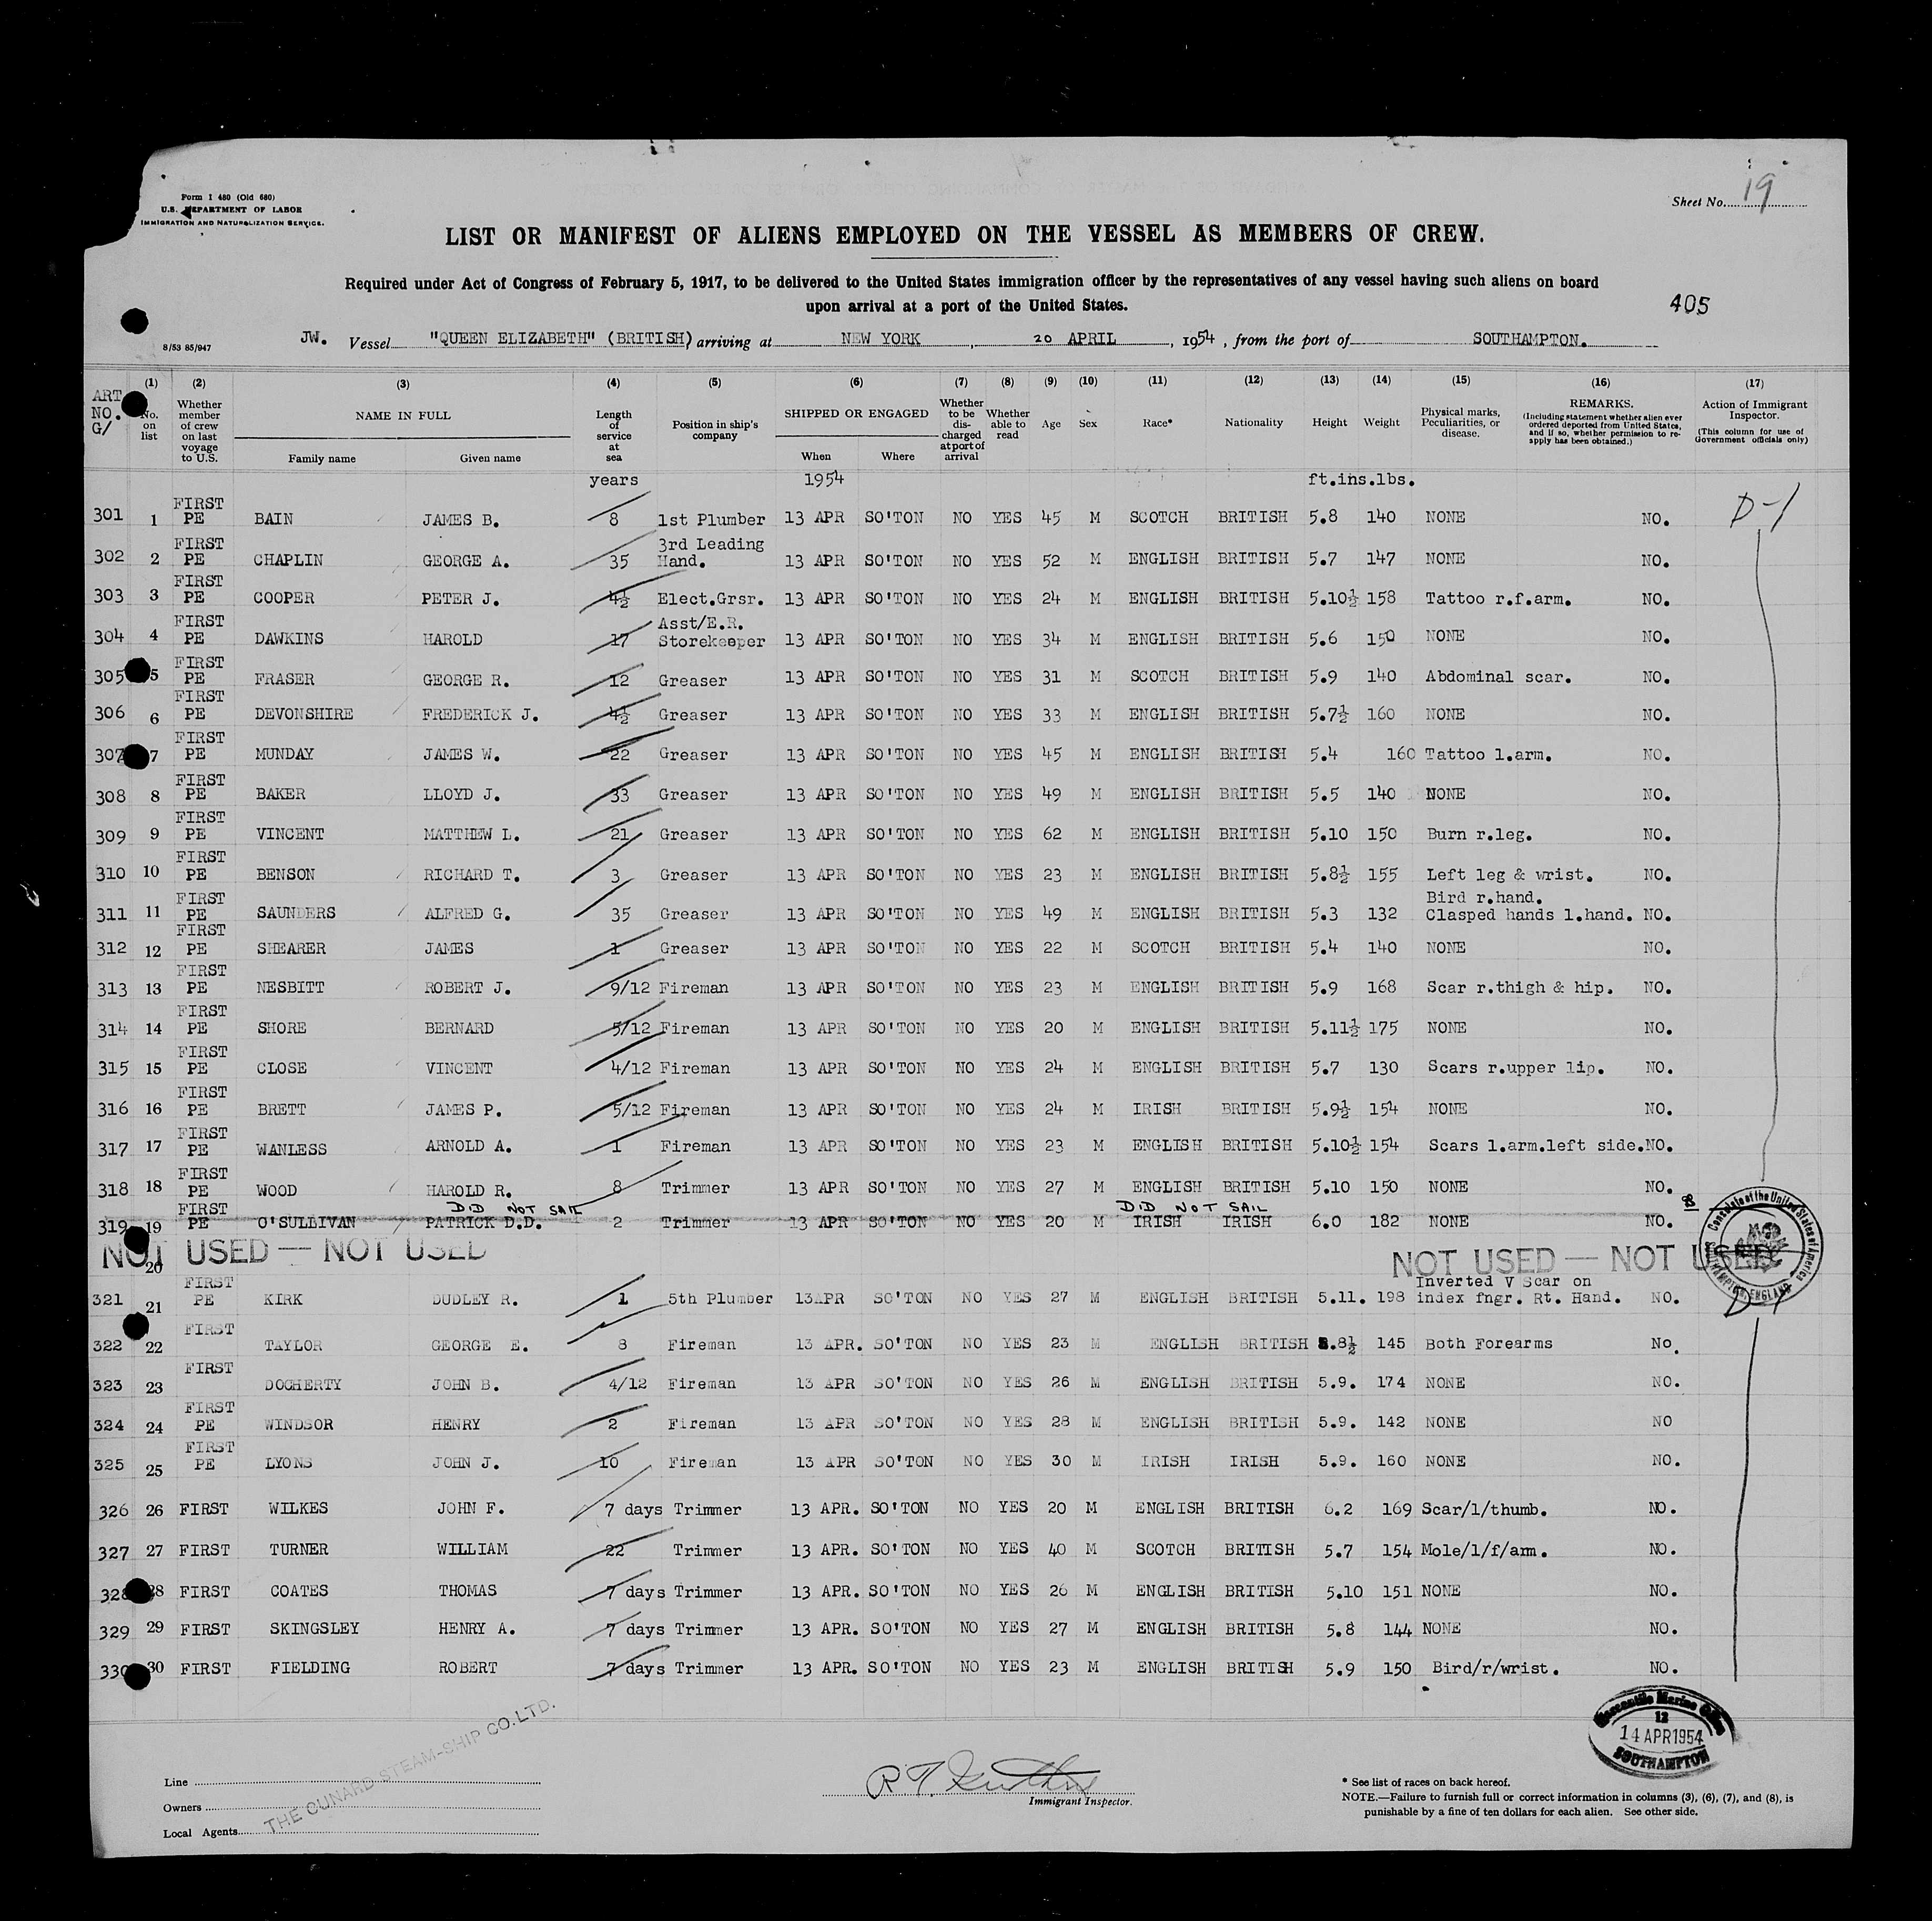 Form I 480 (Old 680)
U.S. DEPARTMENT OF LABOR
IMMIGRATION AND NATURALIZATION SERVICE.
Sheet No. 19
LIST OR MANIFEST OF ALIENS EMPLOYED ON THE VESSEL AS MEMBERS OF CREW.
Required under Act of Congress of February 5, 1917, to be delivered to the United States immigration officer by the representatives of any vessel having such aliens on board
upon arrival at a port of the United States.
405
8/53 85/947
JW. Vessel "QUEEN ELIZABETH" (BRITISH) arriving at NEW YORK, 20 APRIL, 1954, from the port of SOUTHAMPTON.
ART NO. G/ (1) No. on list (2) Whether member of crew on last voyage to U.S. (3) NAME IN FULL Family name Given name (4) Length of service at sea (5) Position in ship's company (6) SHIPPED OR ENGAGED When Where (7) Whether to be discharged at port of arrival (8) Whether able to read (9) Age (10) Sex (11) Race* (12) Nationality (13) Height (14) Weight (15) Physical marks, Peculiarities, or disease. (16) REMARKS. (Including statement whether alien ever ordered deported from United States, and if so, whether permission to re-apply has been obtained.) (17) Action of Immigrant Inspector. (This column for use of Government officials only)
years 1954 ft.ins.lbs.
301 1 FIRST PE BAIN JAMES B. 8 1st Plumber 13 APR SO'TON NO YES 45 M SCOTCH BRITISH 5.8 140 NONE NO. D-1
302 2 FIRST PE CHAPLIN GEORGE A. 35 3rd Leading Hand. 13 APR SO'TON NO YES 52 M ENGLISH BRITISH 5.7 147 NONE NO.
303 3 FIRST PE COOPER PETER J. 4½ Elect.Grsr. 13 APR SO'TON NO YES 24 M ENGLISH BRITISH 5.10½ 158 Tattoo r.f.arm. NO.
304 4 FIRST PE DAWKINS HAROLD 17 Asst/E.R. Storekeeper 13 APR SO'TON NO YES 34 M ENGLISH BRITISH 5.6 150 NONE NO.
305 5 FIRST PE FRASER GEORGE R. 12 Greaser 13 APR SO'TON NO YES 31 M SCOTCH BRITISH 5.9 140 Abdominal scar. NO.
306 6 FIRST PE DEVONSHIRE FREDERICK J. 4½ Greaser 13 APR SO'TON NO YES 33 M ENGLISH BRITISH 5.7½ 160 NONE NO.
307 7 FIRST PE MUNDAY JAMES W. 22 Greaser 13 APR SO'TON NO YES 45 M ENGLISH BRITISH 5.4 160 Tattoo l.arm. NO.
308 8 FIRST PE BAKER LLOYD J. 33 Greaser 13 APR SO'TON NO YES 49 M ENGLISH BRITISH 5.5 140 NONE NO.
309 9 FIRST PE VINCENT MATTHEW L. 21 Greaser 13 APR SO'TON NO YES 62 M ENGLISH BRITISH 5.10 150 Burn r.leg. NO.
310 10 FIRST PE BENSON RICHARD T. 3 Greaser 13 APR SO'TON NO YES 23 M ENGLISH BRITISH 5.8½ 155 Left leg & wrist. NO.
311 11 FIRST PE SAUNDERS ALFRED G. 35 Greaser 13 APR SO'TON NO YES 49 M ENGLISH BRITISH 5.3 132 Bird r.hand. Clasped hands l.hand. NO.
312 12 FIRST PE SHEARER JAMES 1 Greaser 13 APR SO'TON NO YES 22 M SCOTCH BRITISH 5.4 140 NONE NO.
313 13 FIRST PE NESBITT ROBERT J. 9/12 Fireman 13 APR SO'TON NO YES 23 M ENGLISH BRITISH 5.9 168 Scar r.thigh & hip. NO.
314 14 FIRST PE SHORE BERNARD 5/12 Fireman 13 APR SO'TON NO YES 20 M ENGLISH BRITISH 5.11½ 175 NONE NO.
315 15 FIRST PE CLOSE VINCENT 4/12 Fireman 13 APR SO'TON NO YES 24 M ENGLISH BRITISH 5.7 130 Scars r.upper lip. NO.
316 16 FIRST PE BRETT JAMES P. 5/12 Fireman 13 APR SO'TON NO YES 24 M IRISH BRITISH 5.9½ 154 NONE NO.
317 17 FIRST PE WANLESS ARNOLD A. 1 Fireman 13 APR SO'TON NO YES 23 M ENGLISH BRITISH 5.10½ 154 Scars l.arm.left side. NO.
318 18 FIRST PE WOOD HAROLD R. 8 Trimmer 13 APR SO'TON NO YES 27 M ENGLISH BRITISH 5.10 150 NONE NO.
DID NOT SAIL DID NOT SAIL
319 19 FIRST PE O'SULLIVAN PATRICK D.D. 2 Trimmer 13 APR SO'TON NO YES 20 M IRISH IRISH 6.0 182 NONE NO.
20 NOT USED — NOT USED NOT USED — NOT USED
Consulate of the United States of America SOUTHAMPTON, ENGLAND
321 21 FIRST PE KIRK DUDLEY R. 1 5th Plumber 13APR SO'TON NO YES 27 M ENGLISH BRITISH 5.11. 198 Inverted V Scar on index fngr. Rt. Hand. NO. D-1
322 22 FIRST TAYLOR GEORGE E. 8 Fireman 13 APR. SO'TON NO YES 23 M ENGLISH BRITISH 5.8½ 145 Both Forearms No.
323 23 FIRST DOCHERTY JOHN B. 4/12 Fireman 13 APR SO'TON NO YES 26 M ENGLISH BRITISH 5.9. 174 NONE NO.
324 24 FIRST PE WINDSOR HENRY 2 Fireman 13 APR SO'TON NO YES 28 M ENGLISH BRITISH 5.9. 142 NONE NO
325 25 FIRST PE LYONS JOHN J. 10 Fireman 13 APR SO'TON NO YES 30 M IRISH IRISH 5.9. 160 NONE NO.
326 26 FIRST WILKES JOHN F. 7 days Trimmer 13 APR. SO'TON NO YES 20 M ENGLISH BRITISH 6.2 169 Scar/l/thumb. NO.
327 27 FIRST TURNER WILLIAM 22 Trimmer 13 APR. SO'TON NO YES 40 M SCOTCH BRITISH 5.7 154 Mole/l/f/arm. NO.
328 28 FIRST COATES THOMAS 7 days Trimmer 13 APR. SO'TON NO YES 26 M ENGLISH BRITISH 5.10 151 NONE NO.
329 29 FIRST SKINGSLEY HENRY A. 7 days Trimmer 13 APR. SO'TON NO YES 27 M ENGLISH BRITISH 5.8 144 NONE NO.
330 30 FIRST FIELDING ROBERT 7 days Trimmer 13 APR. SO'TON NO YES 23 M ENGLISH BRITISH 5.9 150 Bird/r/wrist. NO.
Mercantile Marine Office
12
14 APR 1954
SOUTHAMPTON
Line
Owners
Local Agents
THE CUNARD STEAM-SHIP CO. LTD.
Immigrant Inspector.
* See list of races on back hereof.
NOTE.—Failure to furnish full or correct information in columns (3), (6), (7), and (8), is
punishable by a fine of ten dollars for each alien. See other side.